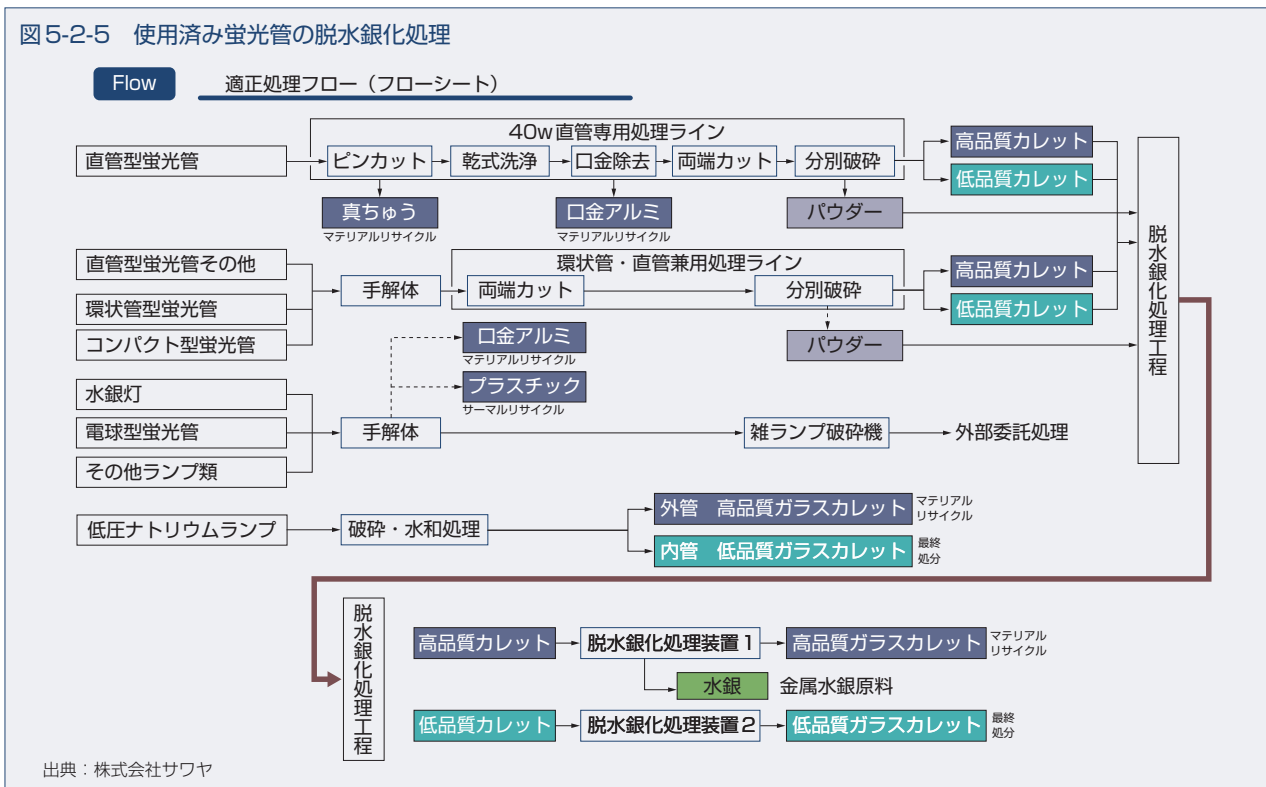 図5-2-5 使用済み蛍光管の脱水銀化処理
Flow 適正処理フロー（フローシート）
40w直管専用処理ライン
直管型蛍光管
ピンカット
乾式洗浄
口金除去
両端カット
分別破砕
高品質カレット
低品質カレット
真ちゅう
マテリアルリサイクル
口金アルミ
マテリアルリサイクル
パウダー
脱水銀化処理工程
直管型蛍光管その他
環状管型蛍光管
コンパクト型蛍光管
手解体
環状管・直管兼用処理ライン
両端カット
分別破砕
高品質カレット
低品質カレット
口金アルミ
マテリアルリサイクル
パウダー
プラスチック
サーマルリサイクル
水銀灯
電球型蛍光管
その他ランプ類
手解体
雑ランプ破砕機
外部委託処理
低圧ナトリウムランプ
破砕・水和処理
外管 高品質ガラスカレット
マテリアル
リサイクル
内管 低品質ガラスカレット
最終
処分
脱水銀化処理工程
高品質カレット
脱水銀化処理装置1
高品質ガラスカレット
マテリアル
リサイクル
水銀
金属水銀原料
低品質カレット
脱水銀化処理装置2
低品質ガラスカレット
最終
処分
出典：株式会社サワヤ